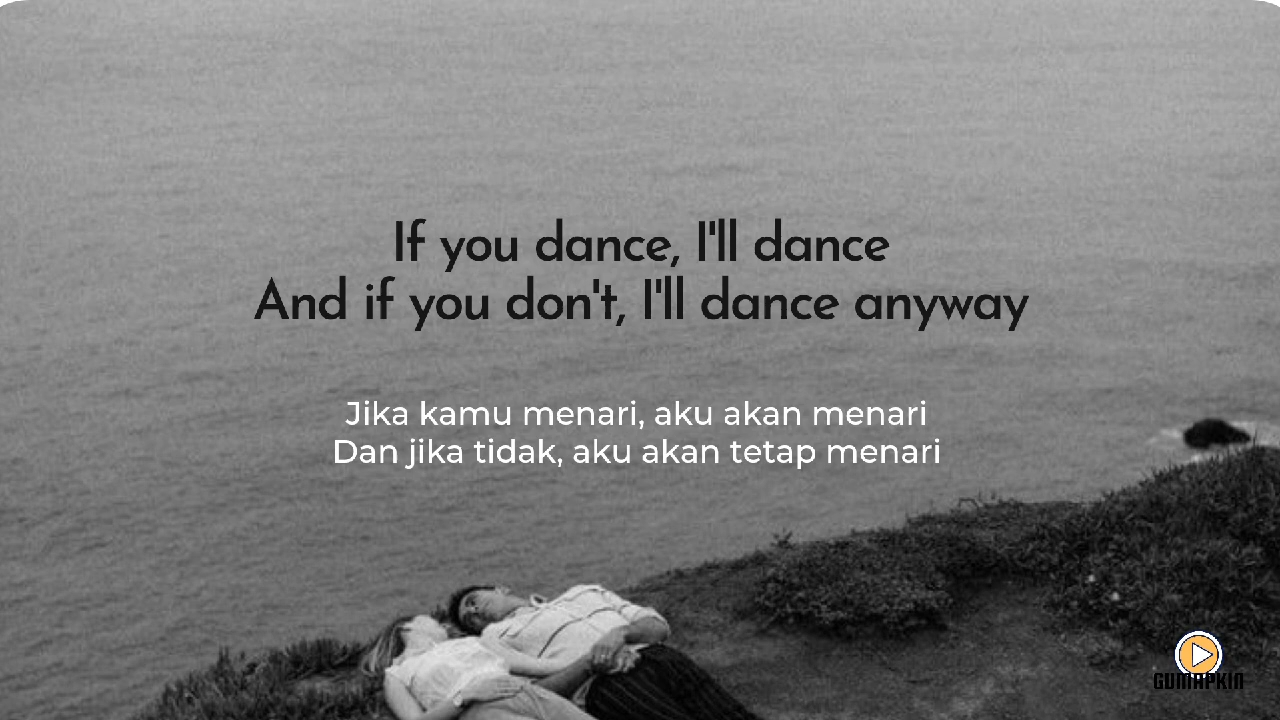 If you dance, I'll dance
And if you don't, I'll dance anyway
Jika kamu menari, aku akan menari
Dan jika tidak, aku akan tetap menari
GUMAPKIN